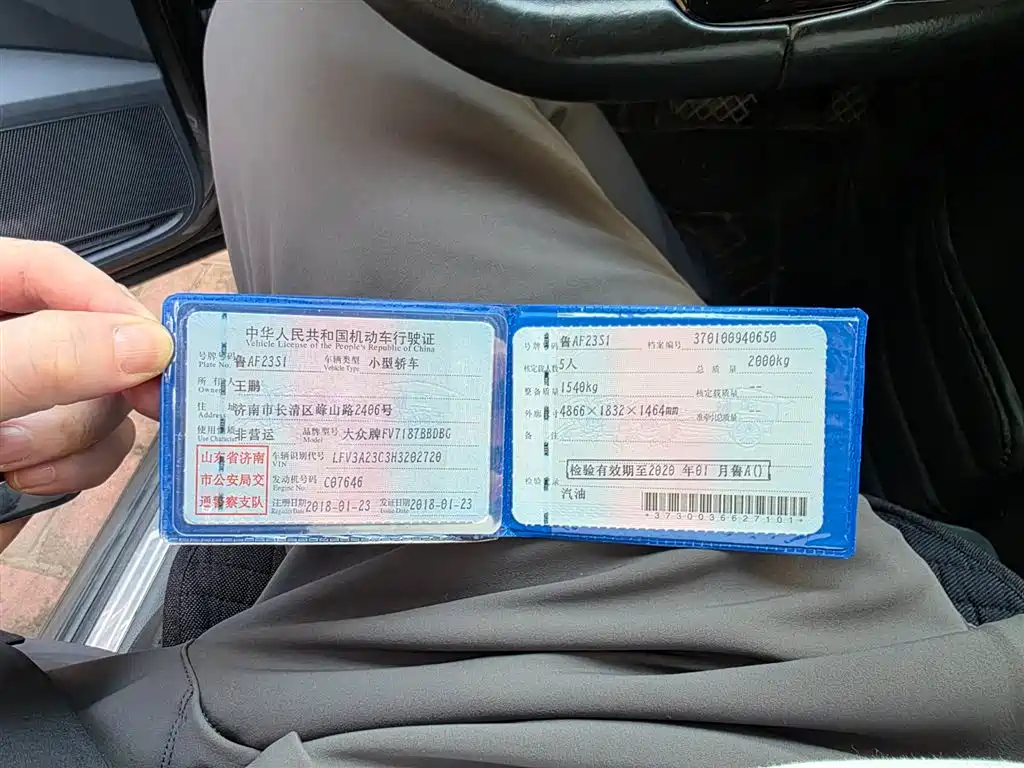 中华人民共和国机动车行驶证
Vehicle License of the People's Republic of China
号牌号码 鲁AF23S1 车辆类型 小型轿车
Plate No. Vehicle Type
所有人 王鹏
Owner
住址 济南市长清区峰山路2406号
Address
使用性质 非营运 品牌型号 大众牌FV7187BBDBG
Use Character Model
山东省济南
市公安局交
通警察支队
车辆识别代号 LFV3A23C3H3202720
VIN
发动机号码 C07646
Engine No.
注册日期 2018-01-23 发证日期 2018-01-23
Register Date Issue Date
号牌号码 鲁AF23S1 档案编号 370100940650
核定载人数 5人 总质量 2000kg
整备质量 1540kg 核定载质量 --
外廓尺寸 4866×1832×1464mm 准牵引总质量 --
备注
检验有效期至2020 年01 月鲁A()
检验记录
汽油
*3730036627101*